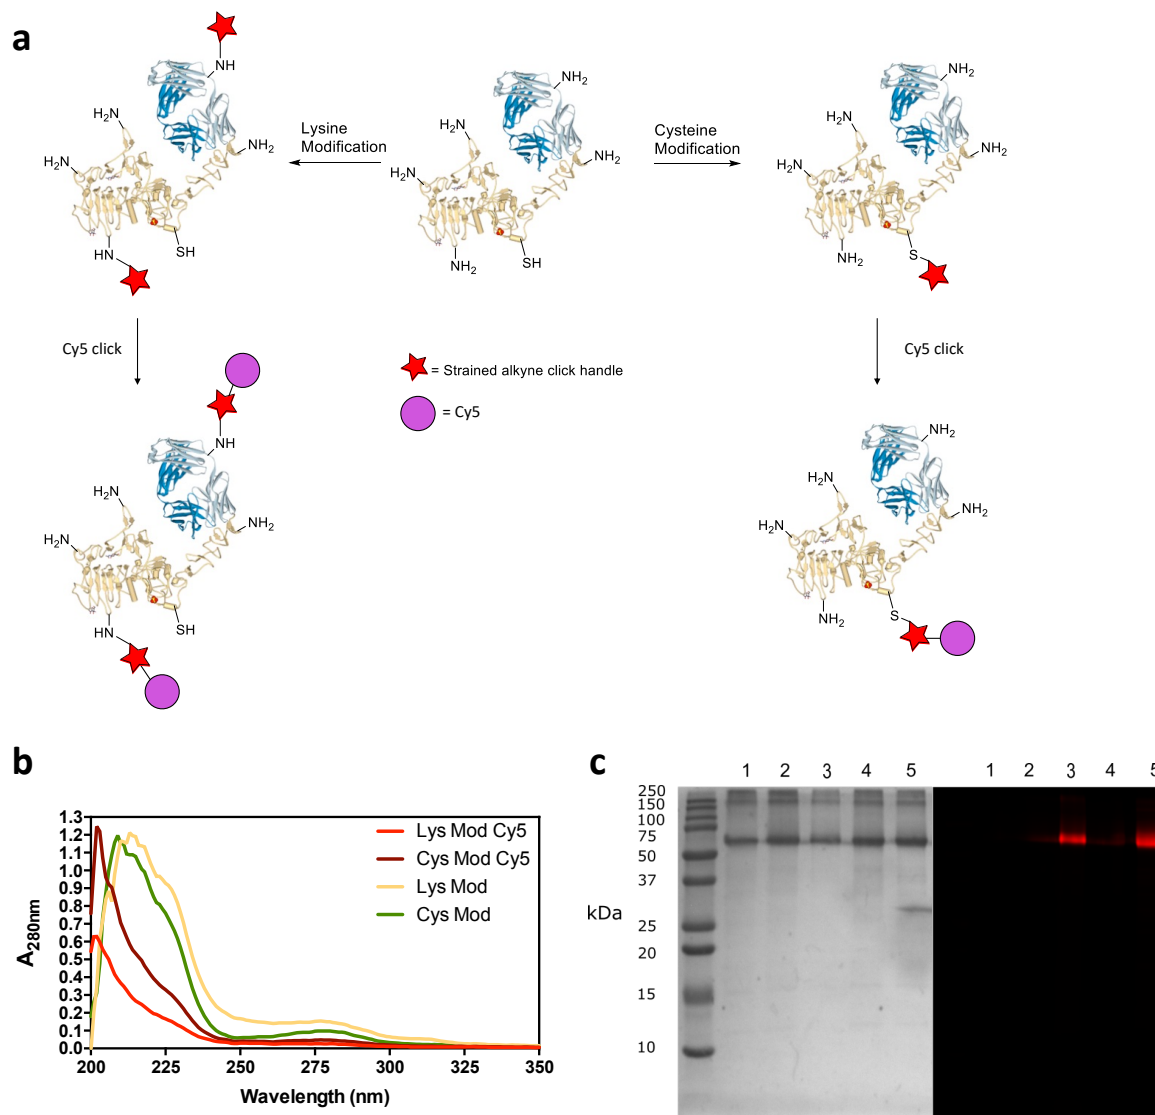 a
NH
H₂N
H₂N
NH₂
HN
SH
Lysine
Modification
NH₂
H₂N
H₂N
NH₂
NH₂
SH
Cysteine
Modification
NH₂
H₂N
H₂N
NH₂
NH₂
S
Cy5 click
= Strained alkyne click handle
= Cy5
Cy5 click
NH
H₂N
H₂N
NH₂
HN
SH
NH₂
H₂N
H₂N
NH₂
NH₂
S
b
A280nm
1.3
1.2
1.1
1.0
0.9
0.8
0.7
0.6
0.5
0.4
0.3
0.2
0.1
0.0
200 225 250 275 300 325 350
Wavelength (nm)
Lys Mod Cy5
Cys Mod Cy5
Lys Mod
Cys Mod
c
1 2 3 4 5 1 2 3 4 5
kDa
250
150
100
75
50
37
25
20
15
10